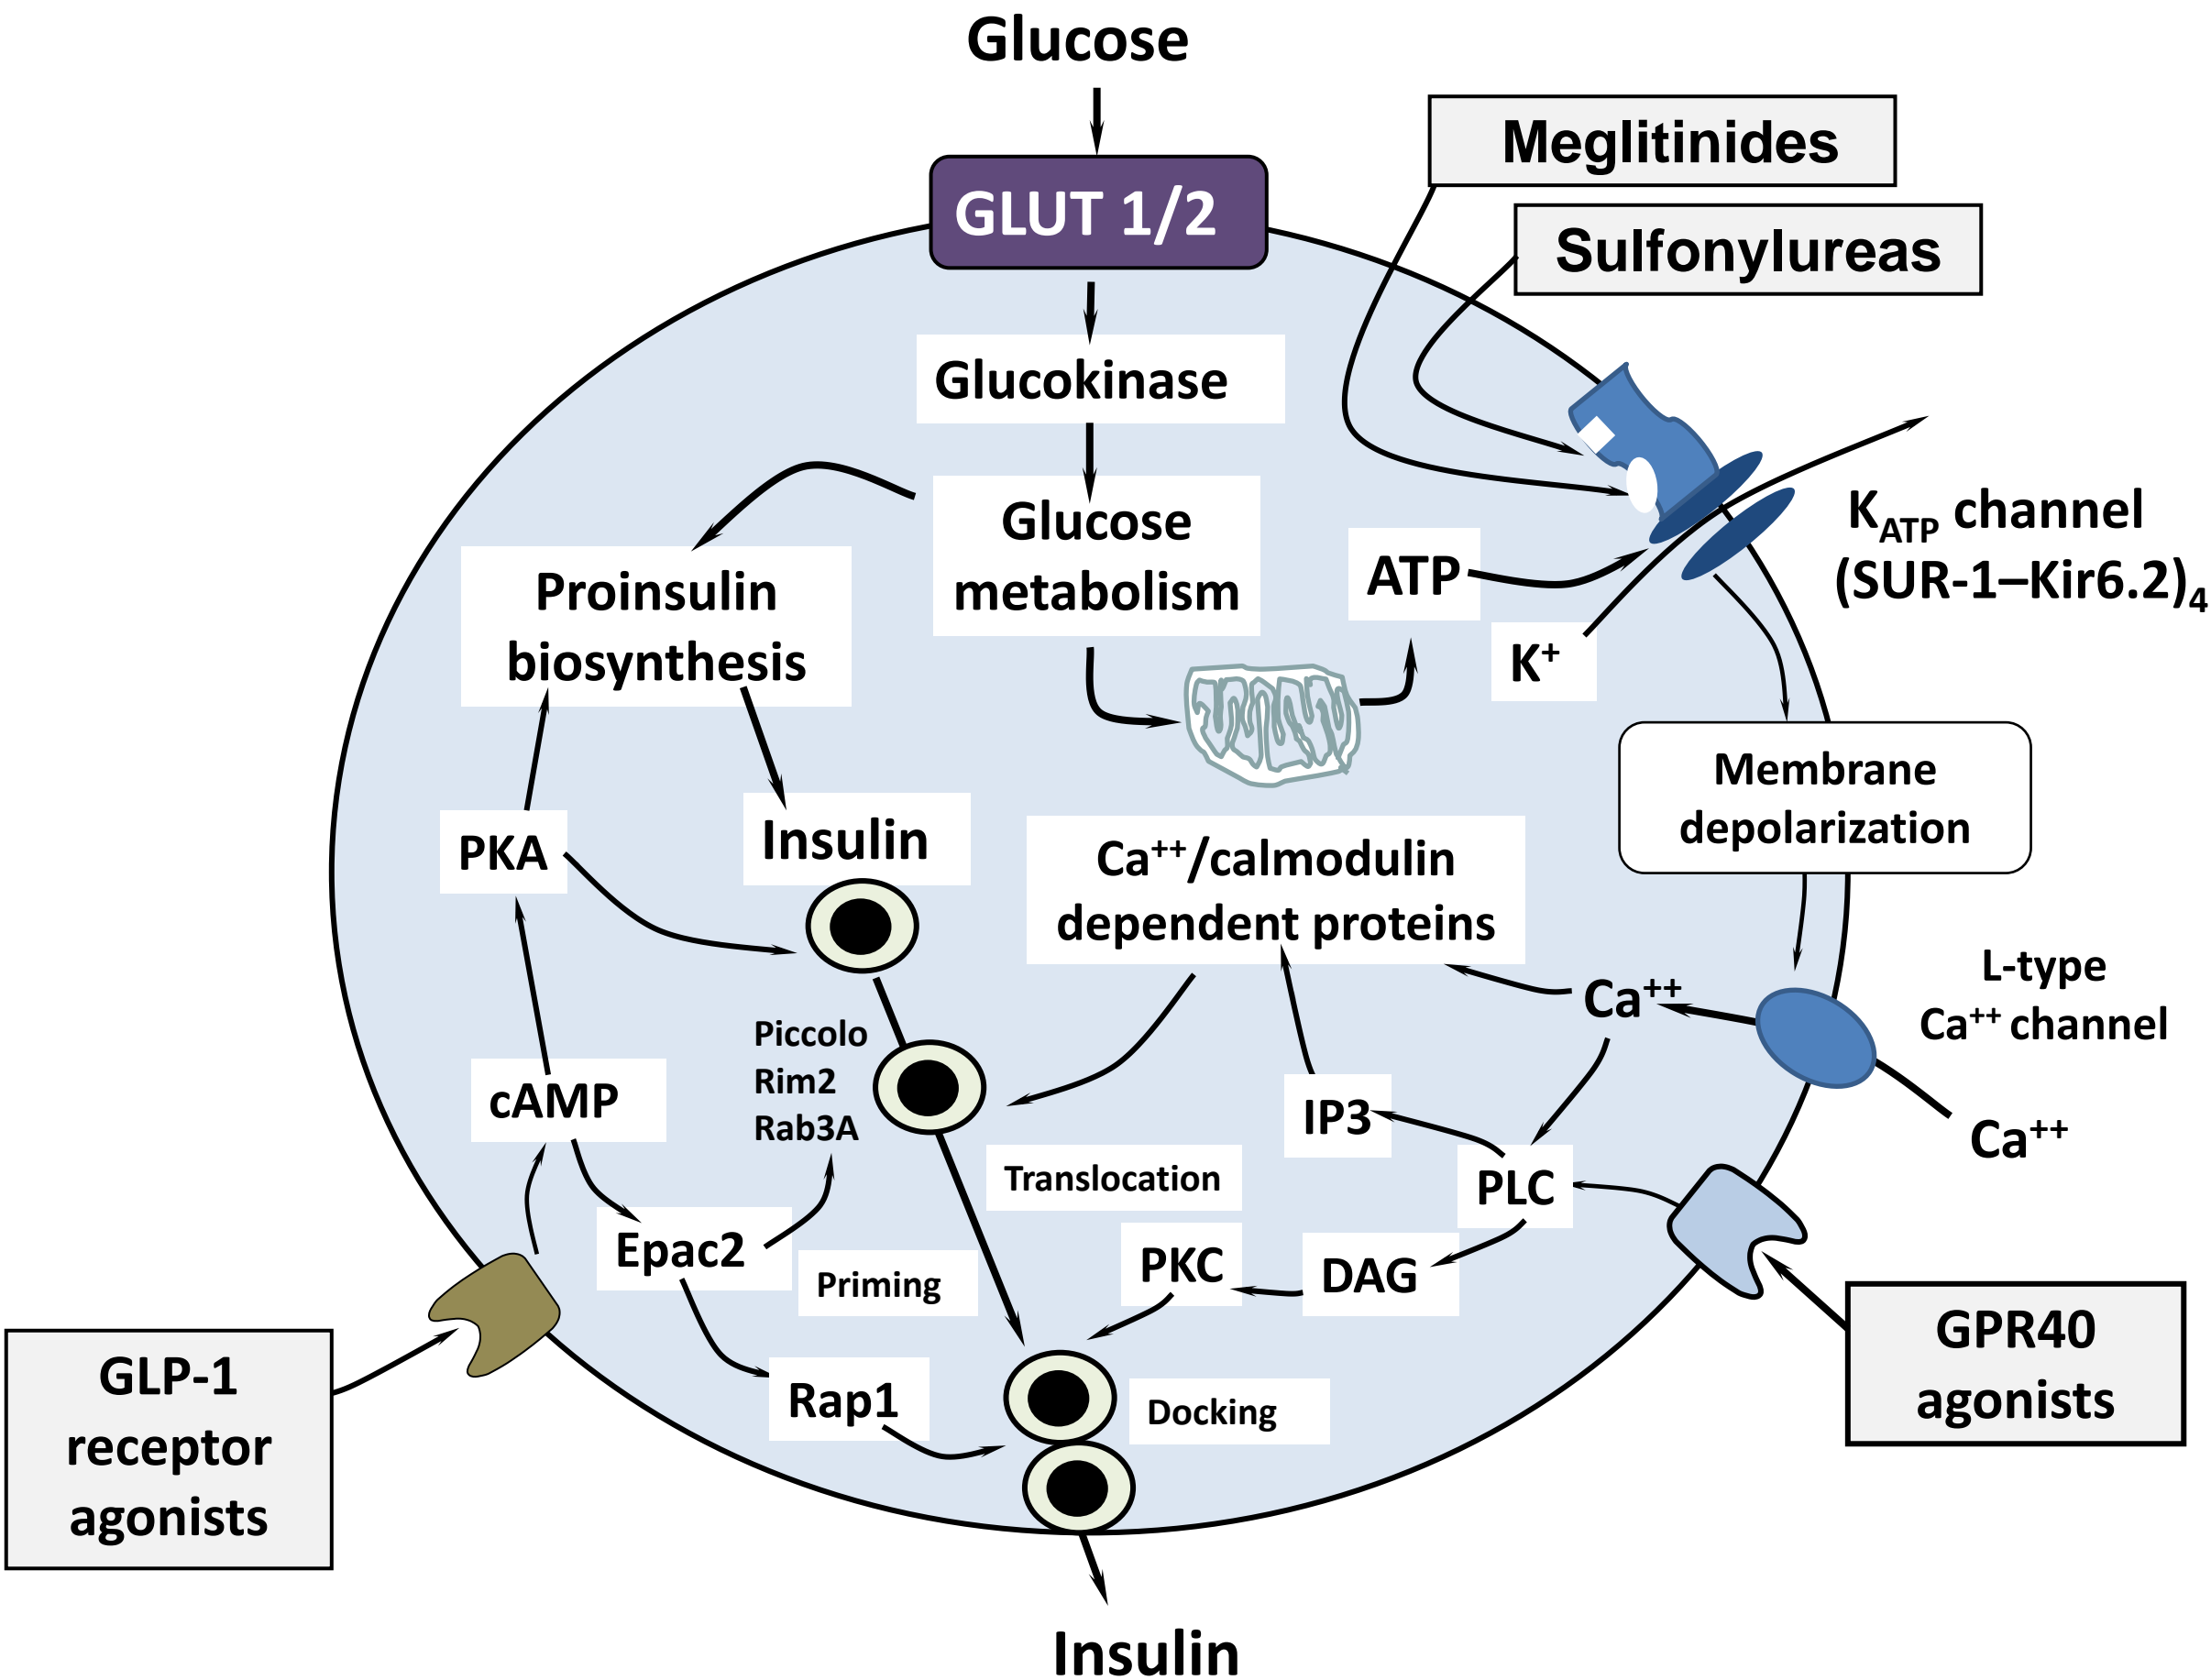 Glucose
Meglitinides
GLUT 1/2
Sulfonylureas
Glucokinase
Glucose
metabolism
K_ATP channel
(SUR-1–Kir6.2)₄
ATP
Proinsulin
biosynthesis
K⁺
Membrane
depolarization
PKA
Insulin
Ca⁺⁺/calmodulin
dependent proteins
L-type
Ca⁺⁺ channel
Ca⁺⁺
Piccolo
Rim2
Rab3A
cAMP
IP3
Ca⁺⁺
Translocation
PLC
Epac2
Priming
PKC
DAG
GLP-1
receptor
agonists
Rap1
Docking
GPR40
agonists
Insulin